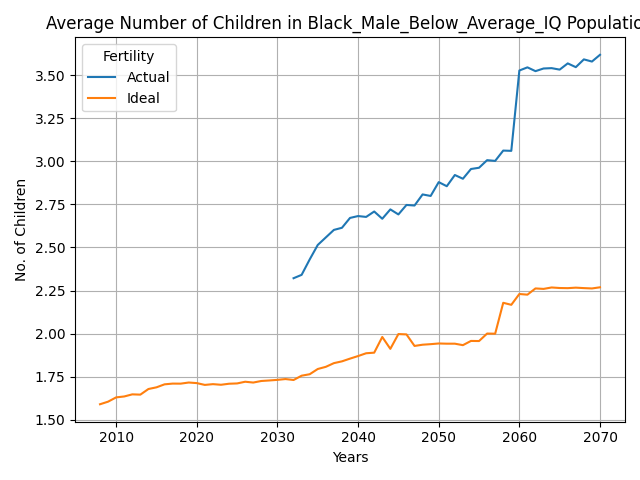 Average Number of Children in Black_Male_Below_Average_IQ Populatio
Fertility
Actual
Ideal
3.50
3.25
3.00
2.75
2.50
2.25
2.00
1.75
1.50
No. of Children
2010 2020 2030 2040 2050 2060 2070
Years